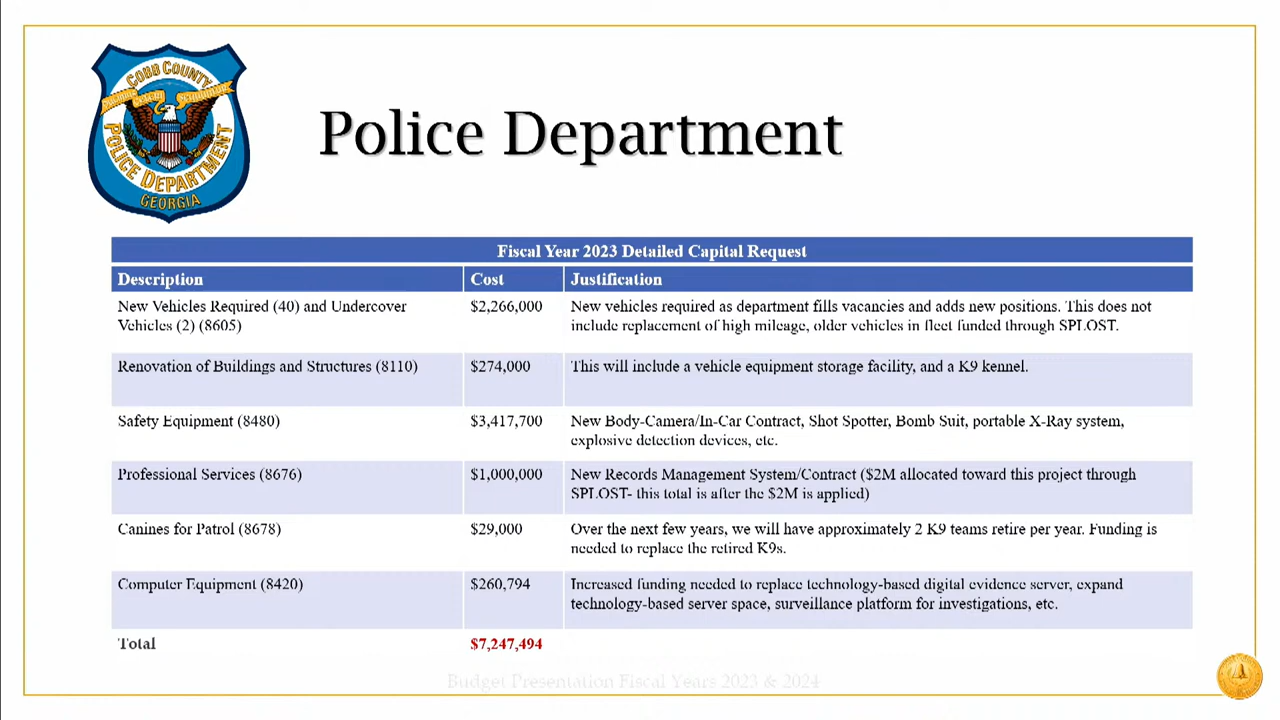 COBB COUNTY
POLICE DEPARTMENT
GEORGIA
Police Department
Fiscal Year 2023 Detailed Capital Request
Description Cost Justification
New Vehicles Required (40) and Undercover $2,266,000 New vehicles required as department fills vacancies and adds new positions. This does not
Vehicles (2) (8605) include replacement of high mileage, older vehicles in fleet funded through SPLOST.
Renovation of Buildings and Structures (8110) $274,000 This will include a vehicle equipment storage facility, and a K9 kennel.
Safety Equipment (8480) $3,417,700 New Body-Camera/In-Car Contract, Shot Spotter, Bomb Suit, portable X-Ray system,
explosive detection devices, etc.
Professional Services (8676) $1,000,000 New Records Management System/Contract ($2M allocated toward this project through
SPLOST- this total is after the $2M is applied)
Canines for Patrol (8678) $29,000 Over the next few years, we will have approximately 2 K9 teams retire per year. Funding is
needed to replace the retired K9s.
Computer Equipment (8420) $260,794 Increased funding needed to replace technology-based digital evidence server, expand
technology-based server space, surveillance platform for investigations, etc.
Total $7,247,494
Budget Presentation Fiscal Years 2023 & 2024